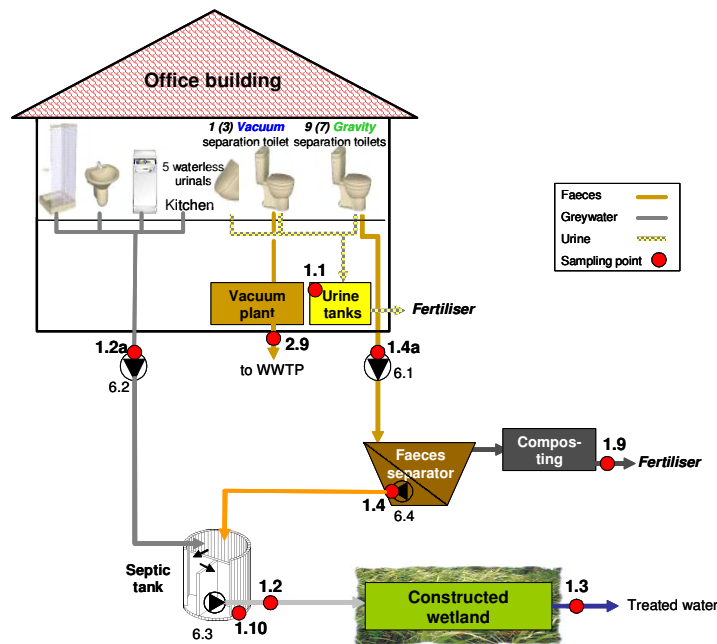 Office building
1 (3) Vacuum
separation toilet
9 (7) Gravity
separation toilets
5 waterless
urinals
Kitchen
Faeces
Greywater
Urine
Sampling point
1.1
Vacuum
plant
Urine
tanks
Fertiliser
1.2a
6.2
2.9
to WWTP
1.4a
6.1
Faeces
separator
Compos-
ting
1.9
Fertiliser
1.4
6.4
Septic
tank
1.2
6.3
1.10
Constructed
wetland
1.3
Treated water